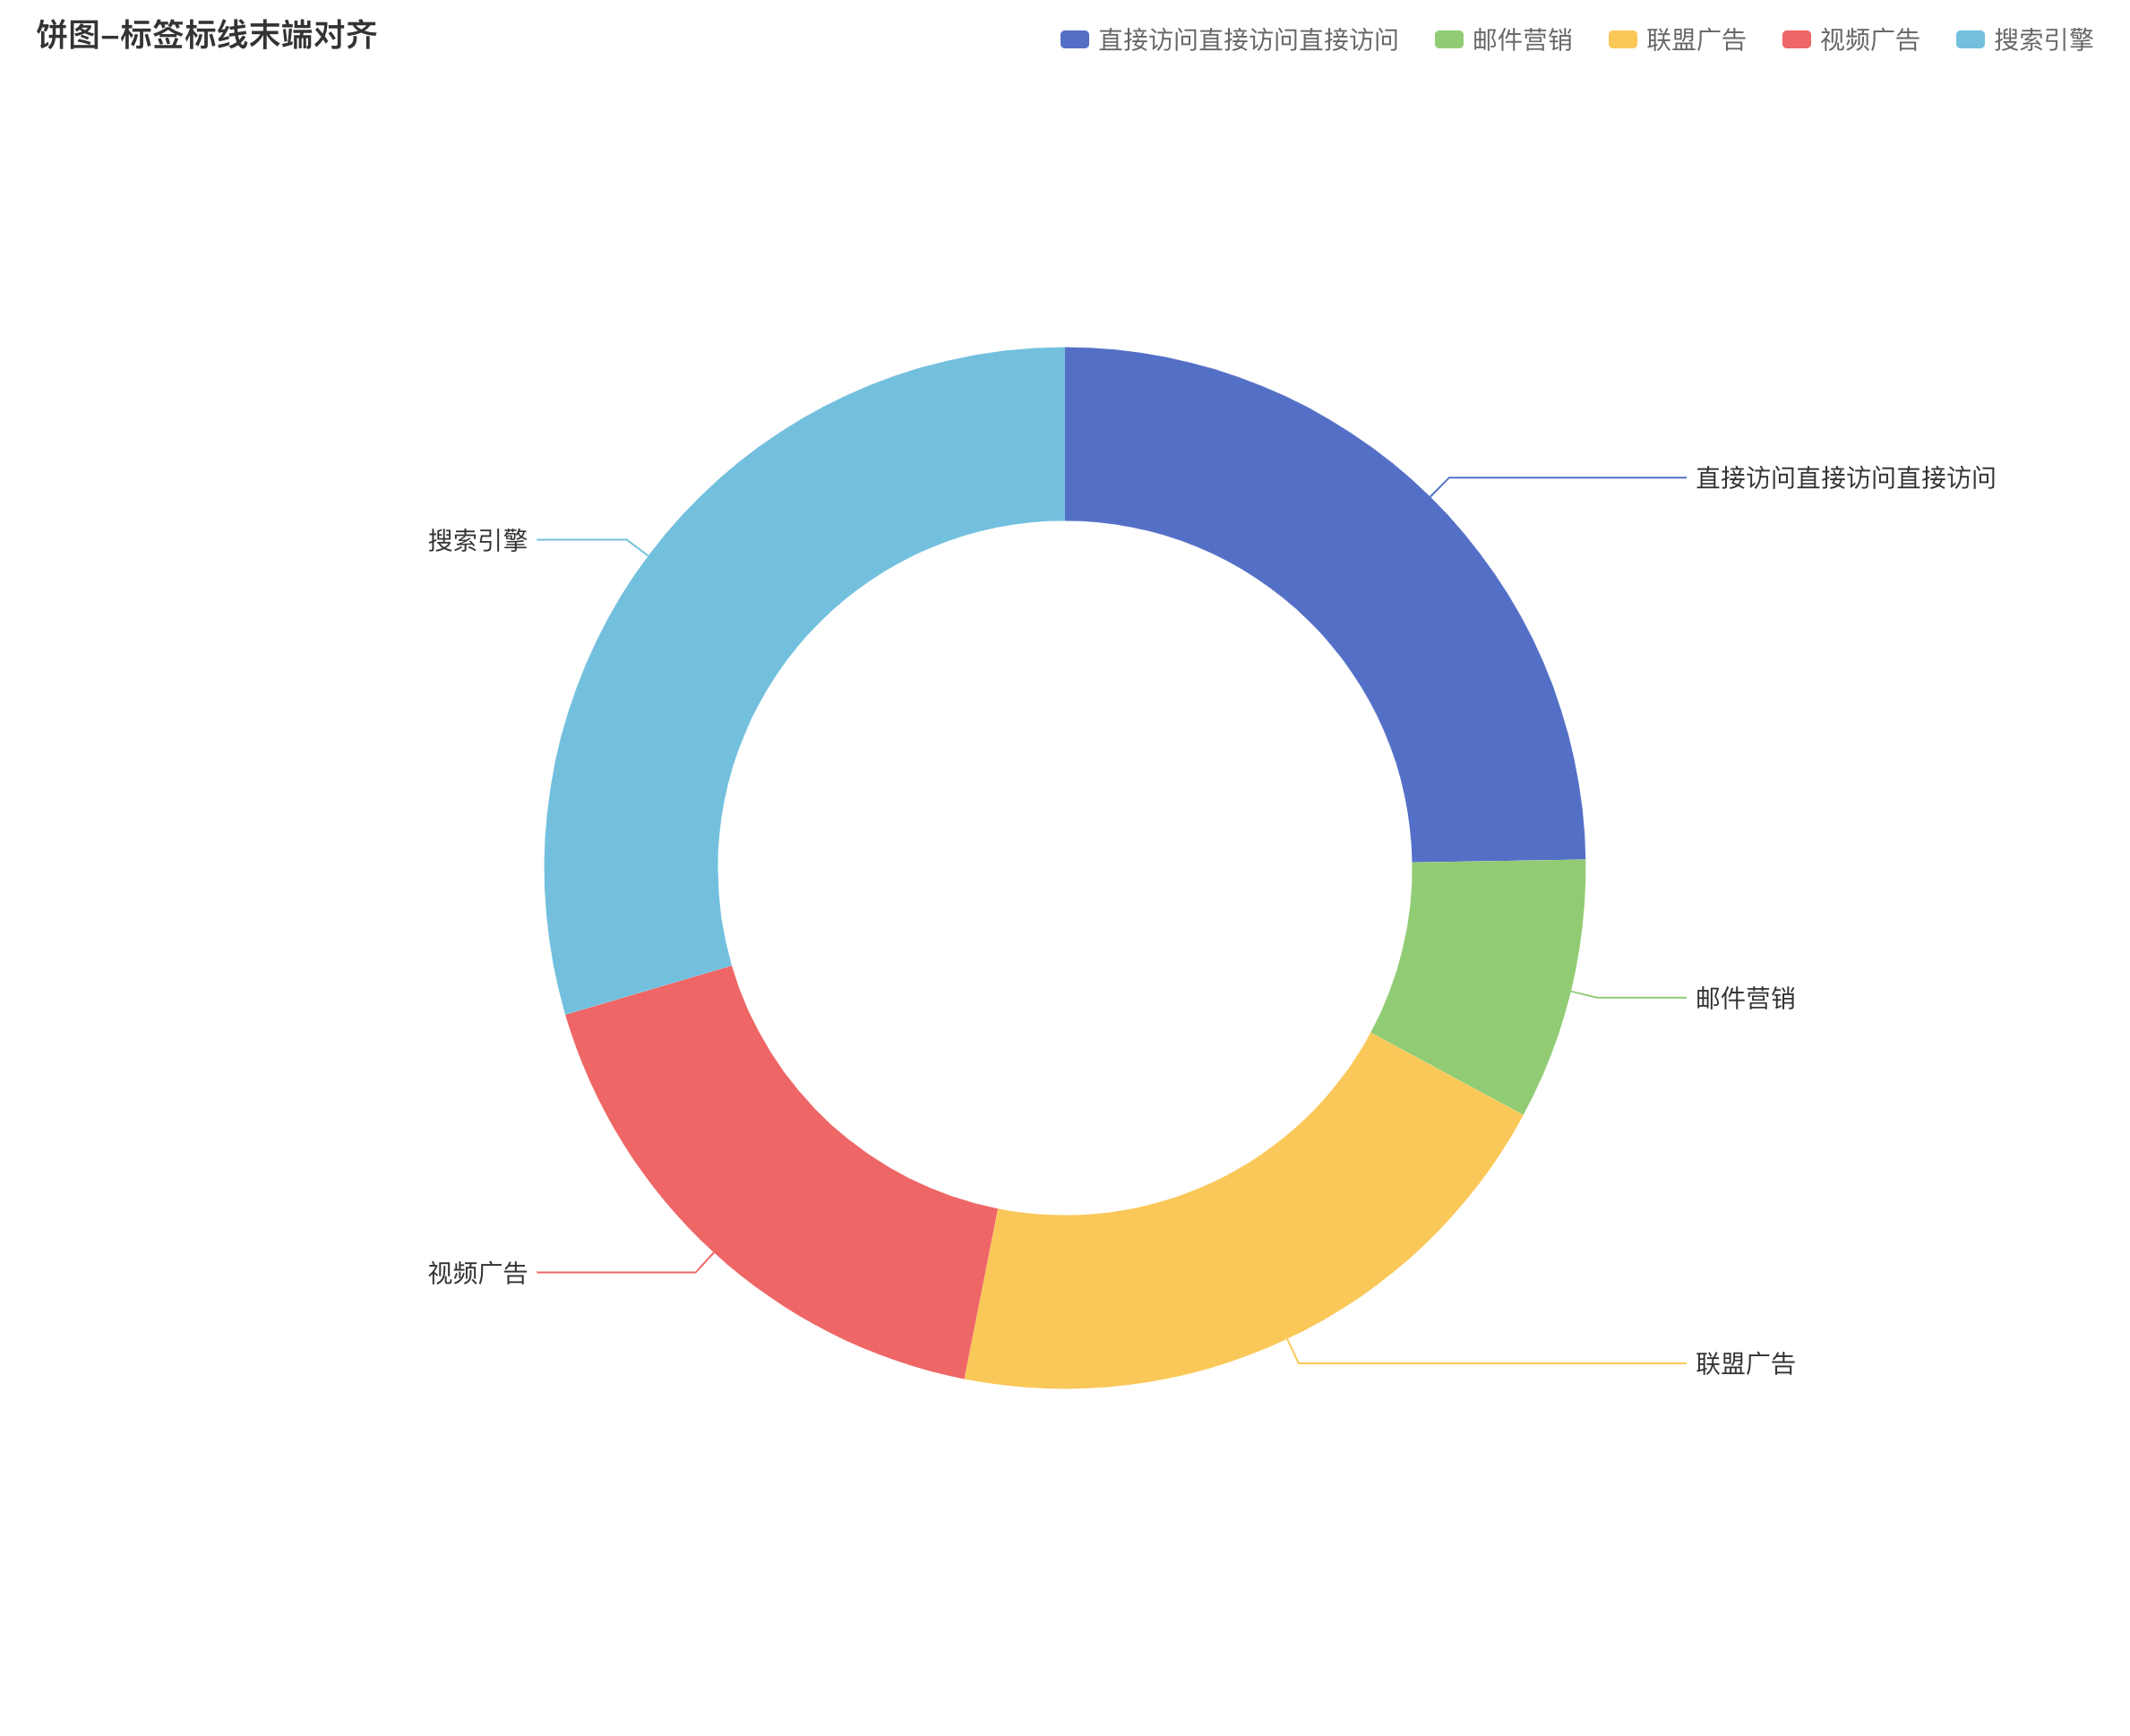 饼图–标签标线末端对齐
直接访问直接访问直接访问 邮件营销 联盟广告 视频广告 搜索引擎
直接访问直接访问直接访问
搜索引擎
邮件营销
视频广告
联盟广告